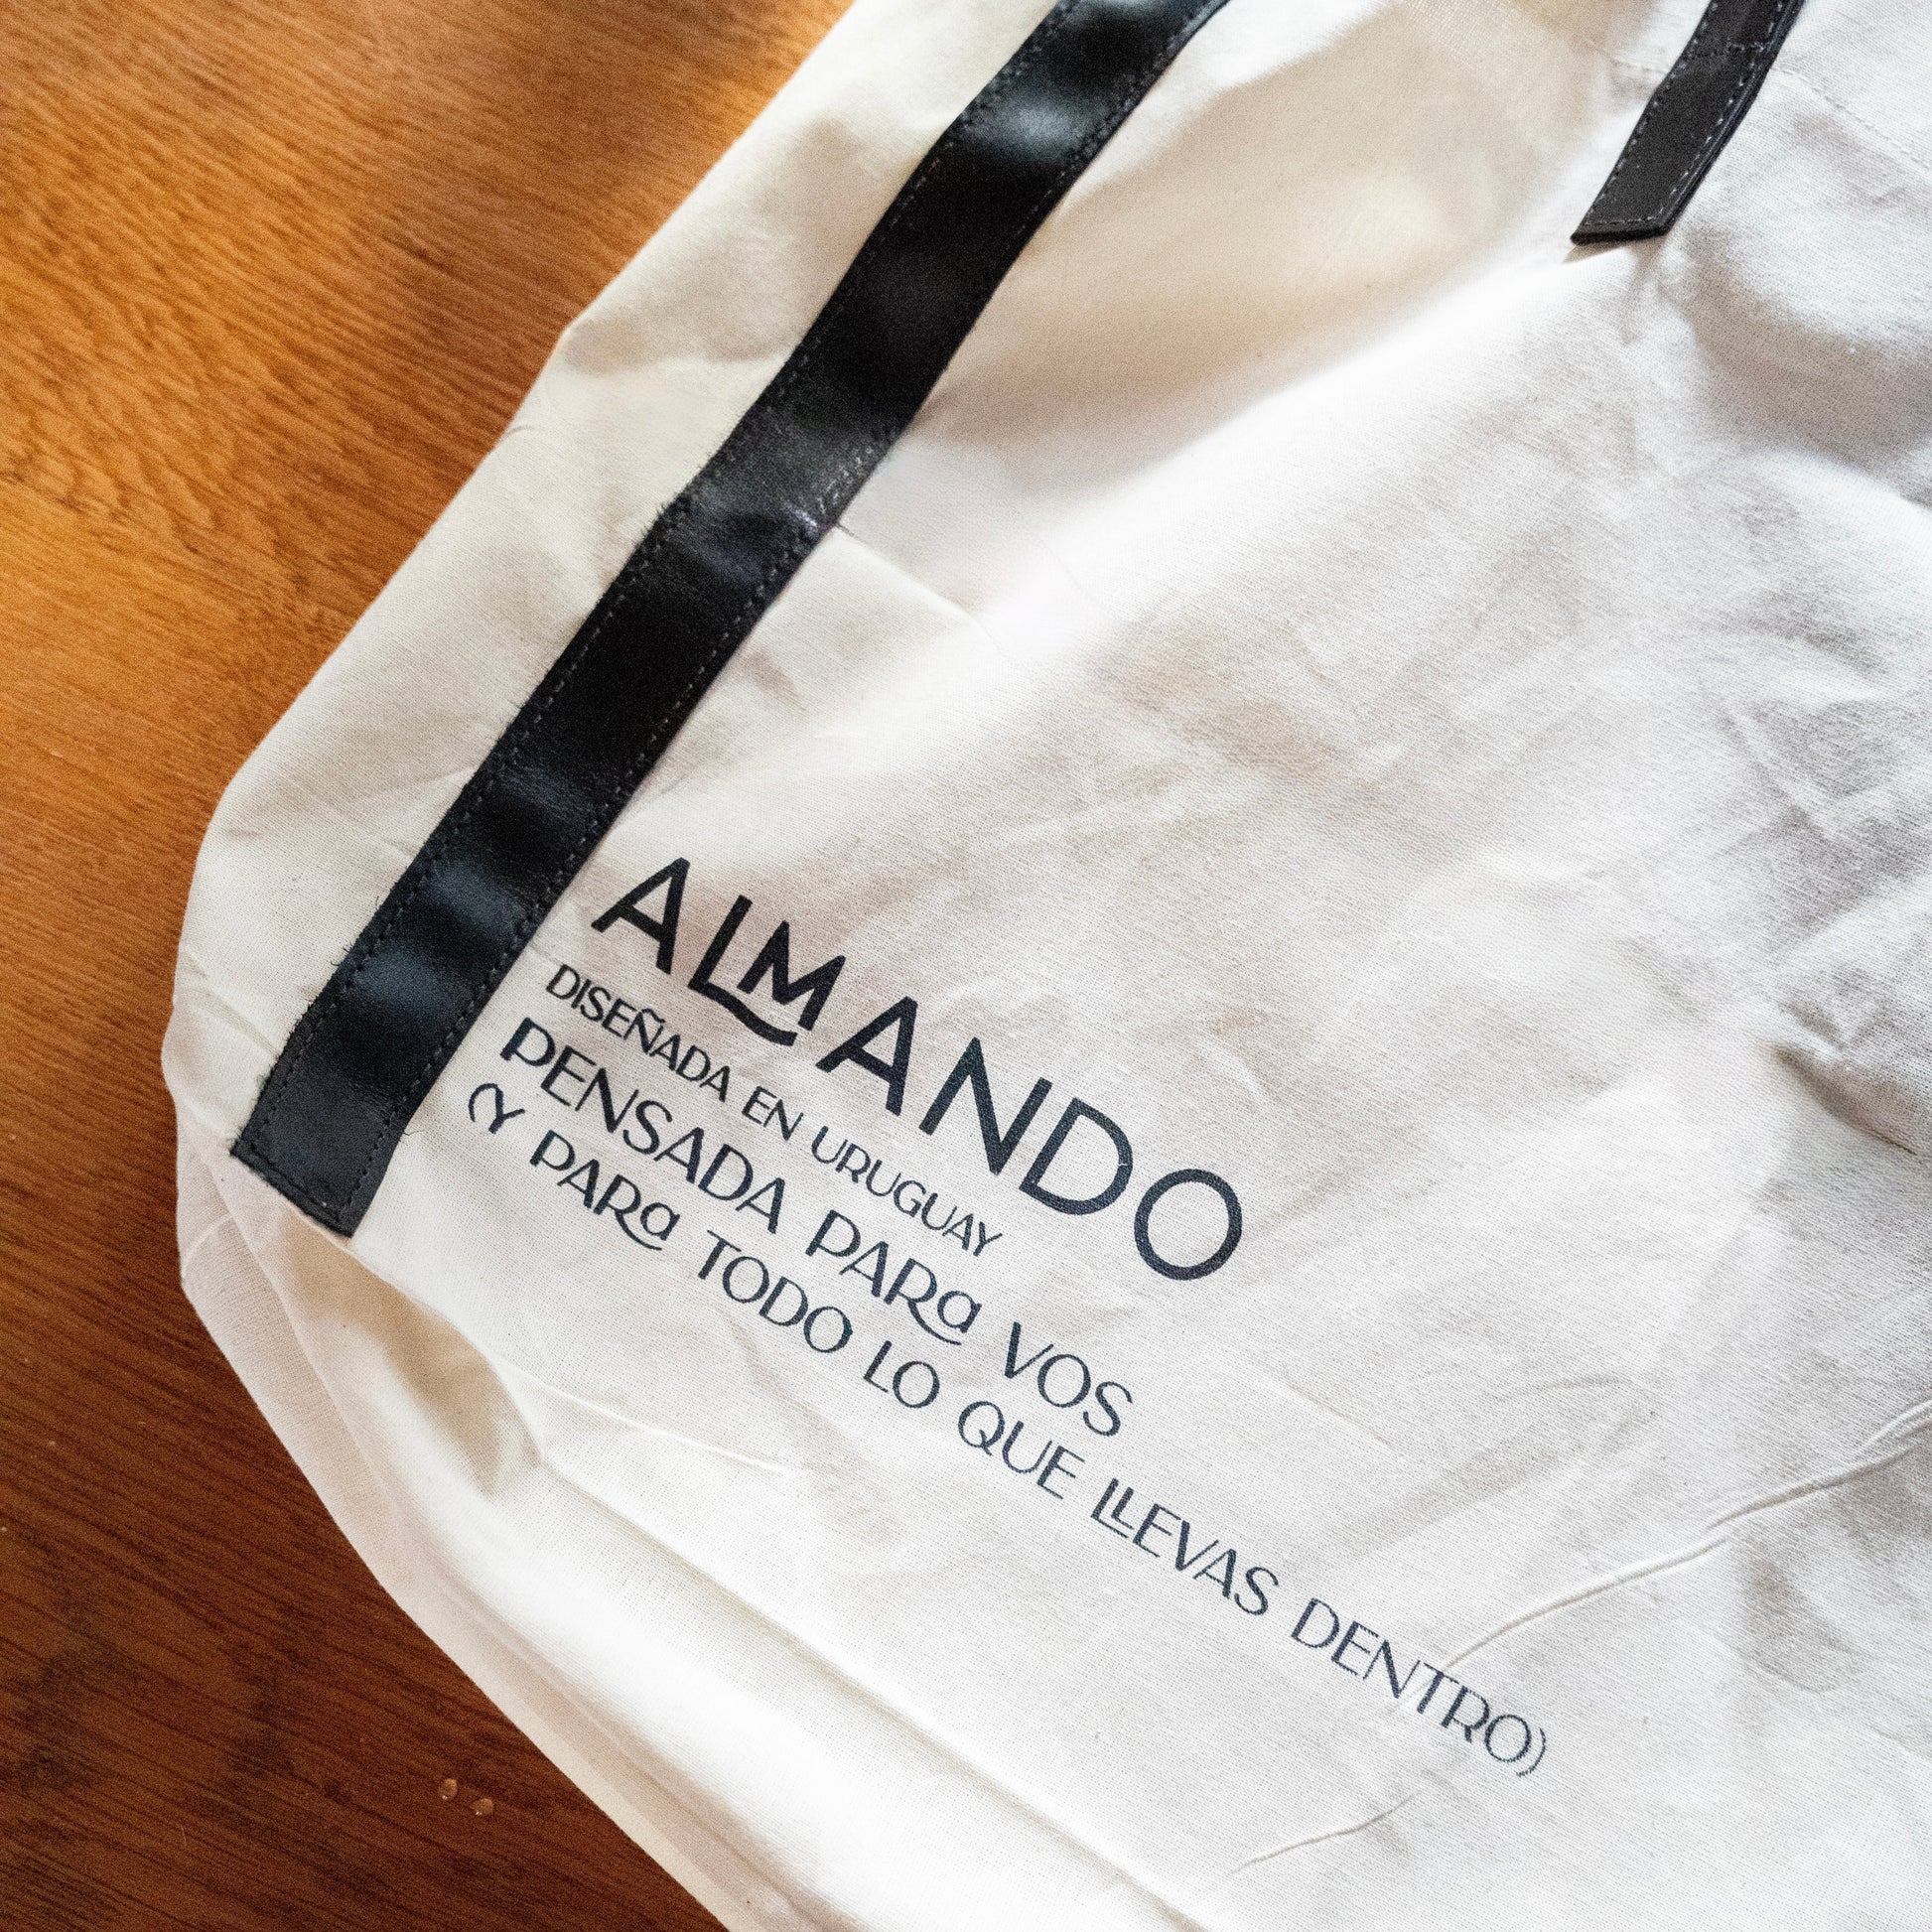 ALMANDO
DISEÑADA EN URUGUAY
PENSADA PARa VOS
(Y PARa TODO LO QUE LLEVAS DENTRO)